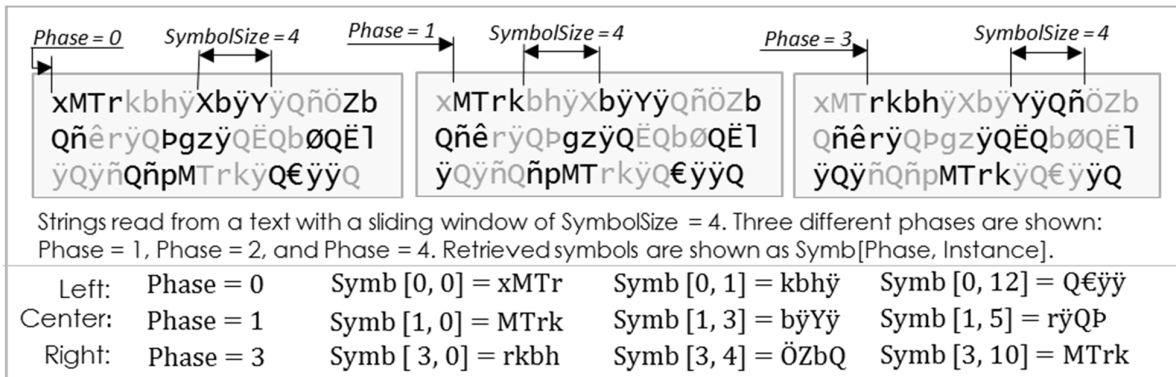 Phase = 0 SymbolSize = 4 Phase = 1 SymbolSize = 4 Phase = 3 SymbolSize = 4
xMTrkbhÿXbÿYÿQñÖZb
QñêrÿQÞgzÿQËQbØQËl
ÿQÿñQñpMTrkÿQ€ÿÿQ
xMTrkbhÿXbÿYÿQñÖZb
QñêrÿQÞgzÿQËQbØQËl
ÿQÿñQñpMTrkÿQ€ÿÿQ
xMTrkbhÿXbÿYÿQñÖZb
QñêrÿQÞgzÿQËQbØQËl
ÿQÿñQñpMTrkÿQ€ÿÿQ
Strings read from a text with a sliding window of SymbolSize = 4. Three different phases are shown:
Phase = 1, Phase = 2, and Phase = 4. Retrieved symbols are shown as Symb[Phase, Instance].
Left: Phase = 0 Symb [0, 0] = xMTr Symb [0, 1] = kbhÿ Symb [0, 12] = Q€ÿÿ
Center: Phase = 1 Symb [1, 0] = MTrk Symb [1, 3] = bÿYÿ Symb [1, 5] = rÿQÞ
Right: Phase = 3 Symb [ 3, 0] = rkbh Symb [3, 4] = ÖZbQ Symb [3, 10] = MTrk